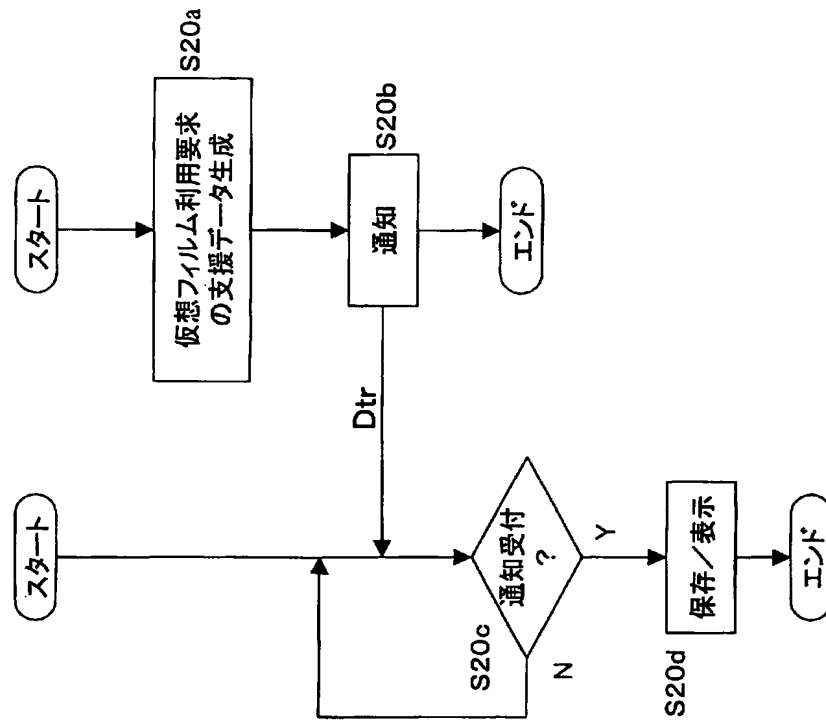 スタート
仮想フィルム利用要求
の支援データ生成
S20a
通知
S20b
エンド
Dtr
スタート
通知受付
?
S20c
Y
N
保存/表示
S20d
エンド